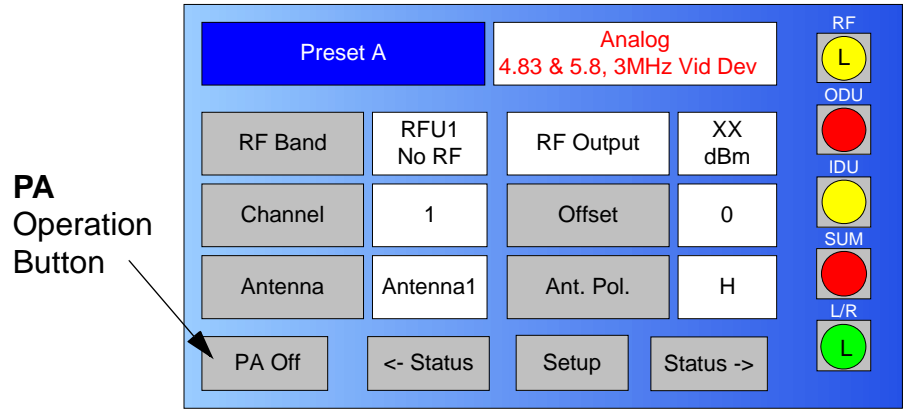 Preset A
Analog
4.83 & 5.8, 3MHz Vid Dev
RF
L
ODU
RF Band
RFU1
No RF
RF Output
XX
dBm
IDU
PA
Operation
Button
Channel
1
Offset
0
SUM
Antenna
Antenna1
Ant. Pol.
H
L/R
L
PA Off
<- Status
Setup
Status ->